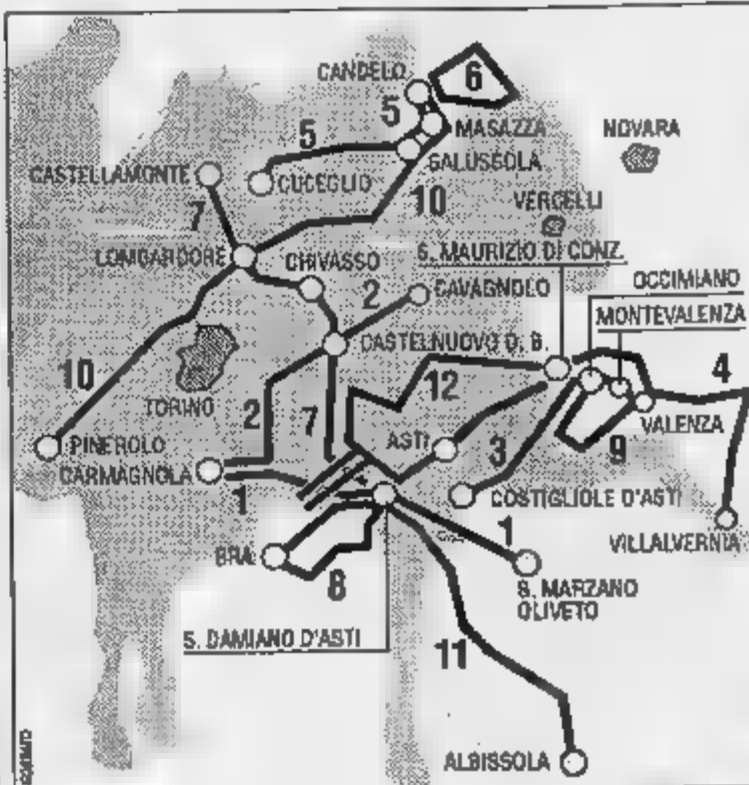 CANDELO
6
5
5
MASAZZA
NOVARA
SALUSSOLA
CASTELLAMONTE
CUCEGLIO
10
7
VERCELLI
S. MAURIZIO DI CONZ.
LOMBARDORE
CHIVASSO
OCCIMIANO
2
CAVAGNOLO
MONTEVALENZA
CASTELNUOVO D. B.
4
10
12
TORINO
2
7
VALENZA
ASTI
3
9
PINEROLO
CARMAGNOLA
1
COSTIGLIOLE D'ASTI
1
VILLALVERNIA
BRA
8
S. MARZANO
OLIVETO
S. DAMIANO D'ASTI
11
ALBISSOLA